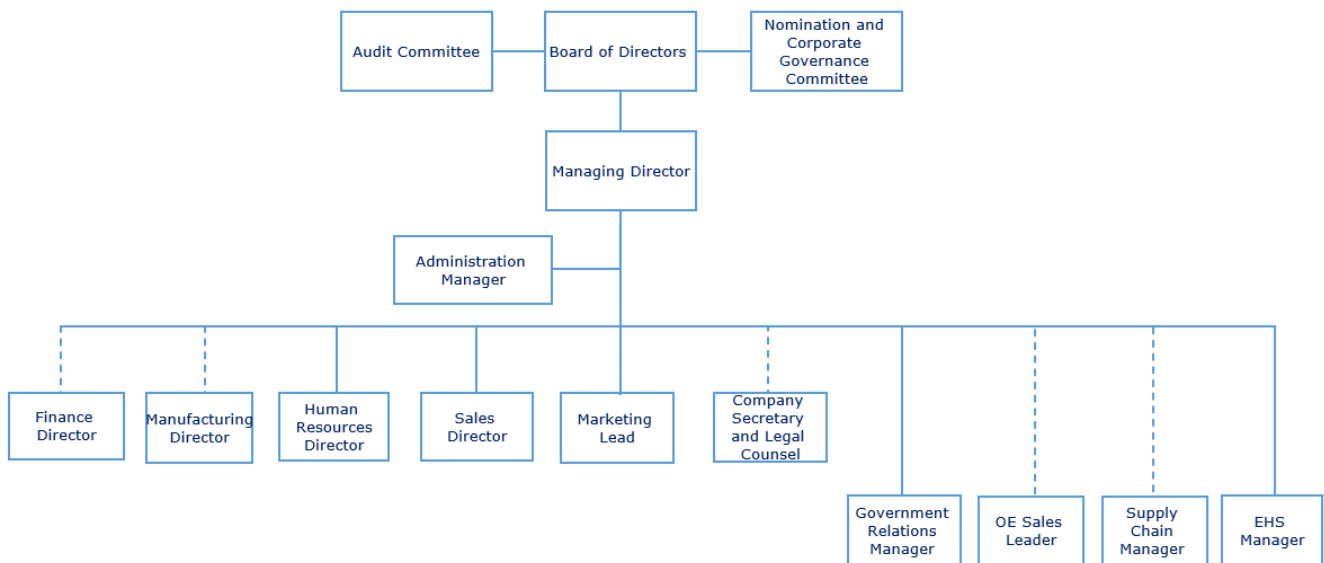 Audit Committee
Board of Directors
Nomination and
Corporate
Governance
Committee
Managing Director
Administration
Manager
Finance
Director
Manufacturing
Director
Human
Resources
Director
Sales
Director
Marketing
Lead
Company
Secretary
and Legal
Counsel
Government
Relations
Manager
OE Sales
Leader
Supply
Chain
Manager
EHS
Manager